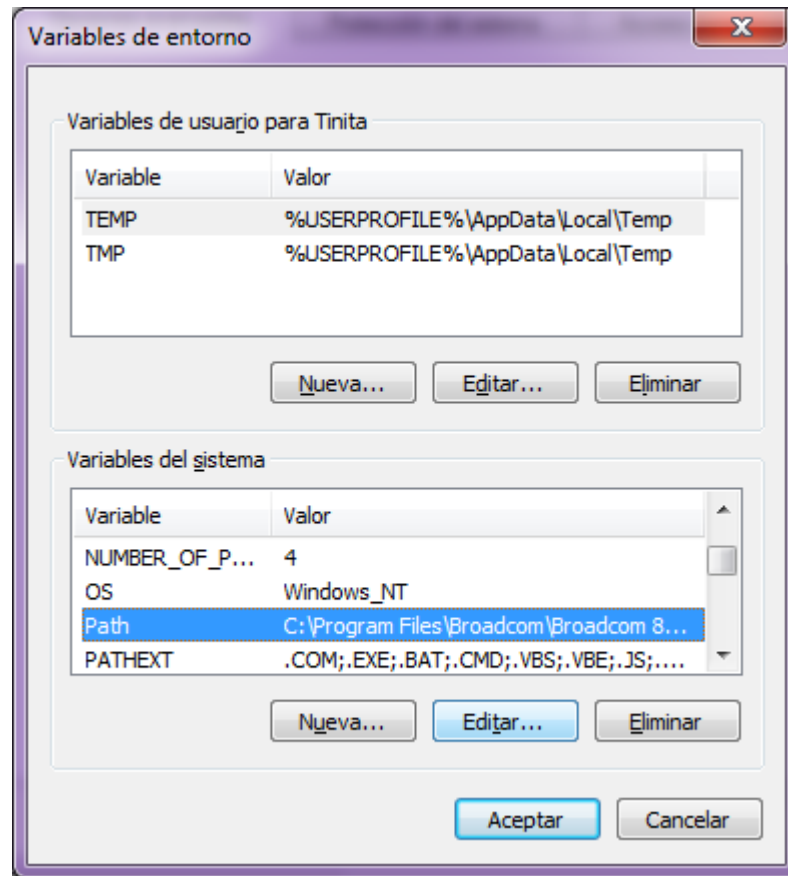 Variables de entorno
Variables de usuario para Tinita
Variable Valor
TEMP %USERPROFILE%\AppData\Local\Temp
TMP %USERPROFILE%\AppData\Local\Temp
Nueva... Editar... Eliminar
Variables del sistema
Variable Valor
NUMBER_OF_P... 4
OS Windows_NT
Path C:\Program Files\Broadcom\Broadcom 8...
PATHEXT .COM;.EXE;.BAT;.CMD;.VBS;.VBE;.JS;....
Nueva... Editar... Eliminar
Aceptar Cancelar